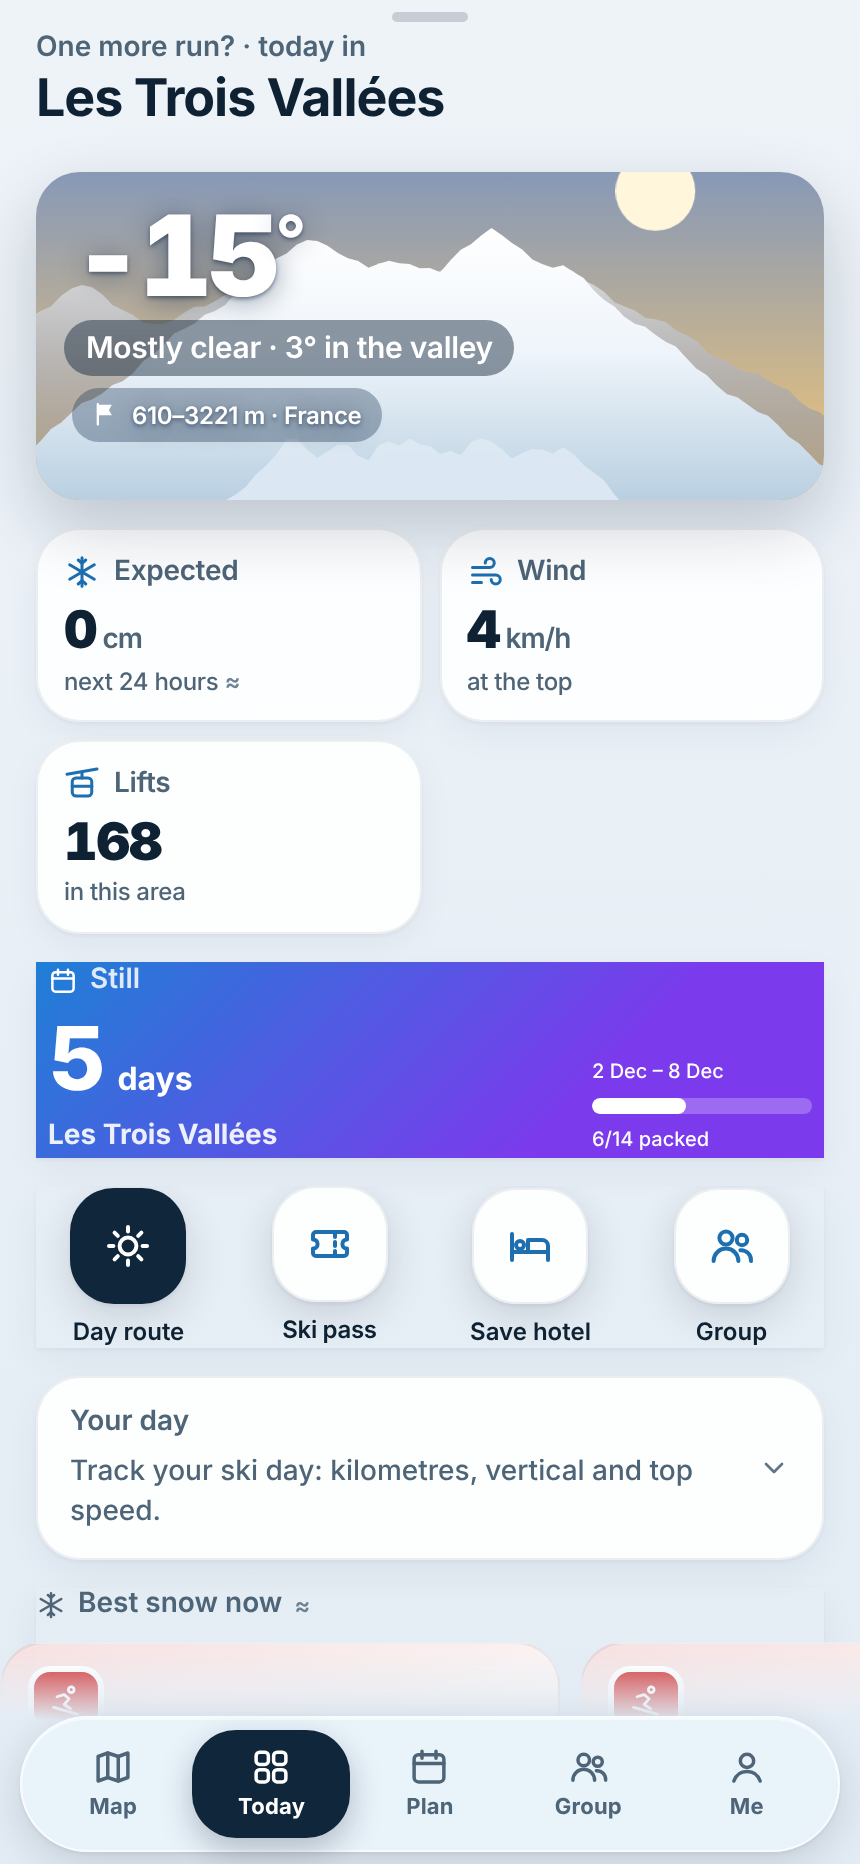 One more run? · today in
Les Trois Vallées
-15°
Mostly clear · 3° in the valley
610–3221 m · France
Expected
0 cm
next 24 hours ≈
Wind
4 km/h
at the top
Lifts
168
in this area
Still
5 days
Les Trois Vallées
2 Dec – 8 Dec
6/14 packed
Day route
Ski pass
Save hotel
Group
Your day
Track your ski day: kilometres, vertical and top
speed.
Best snow now ≈
Map
Today
Plan
Group
Me